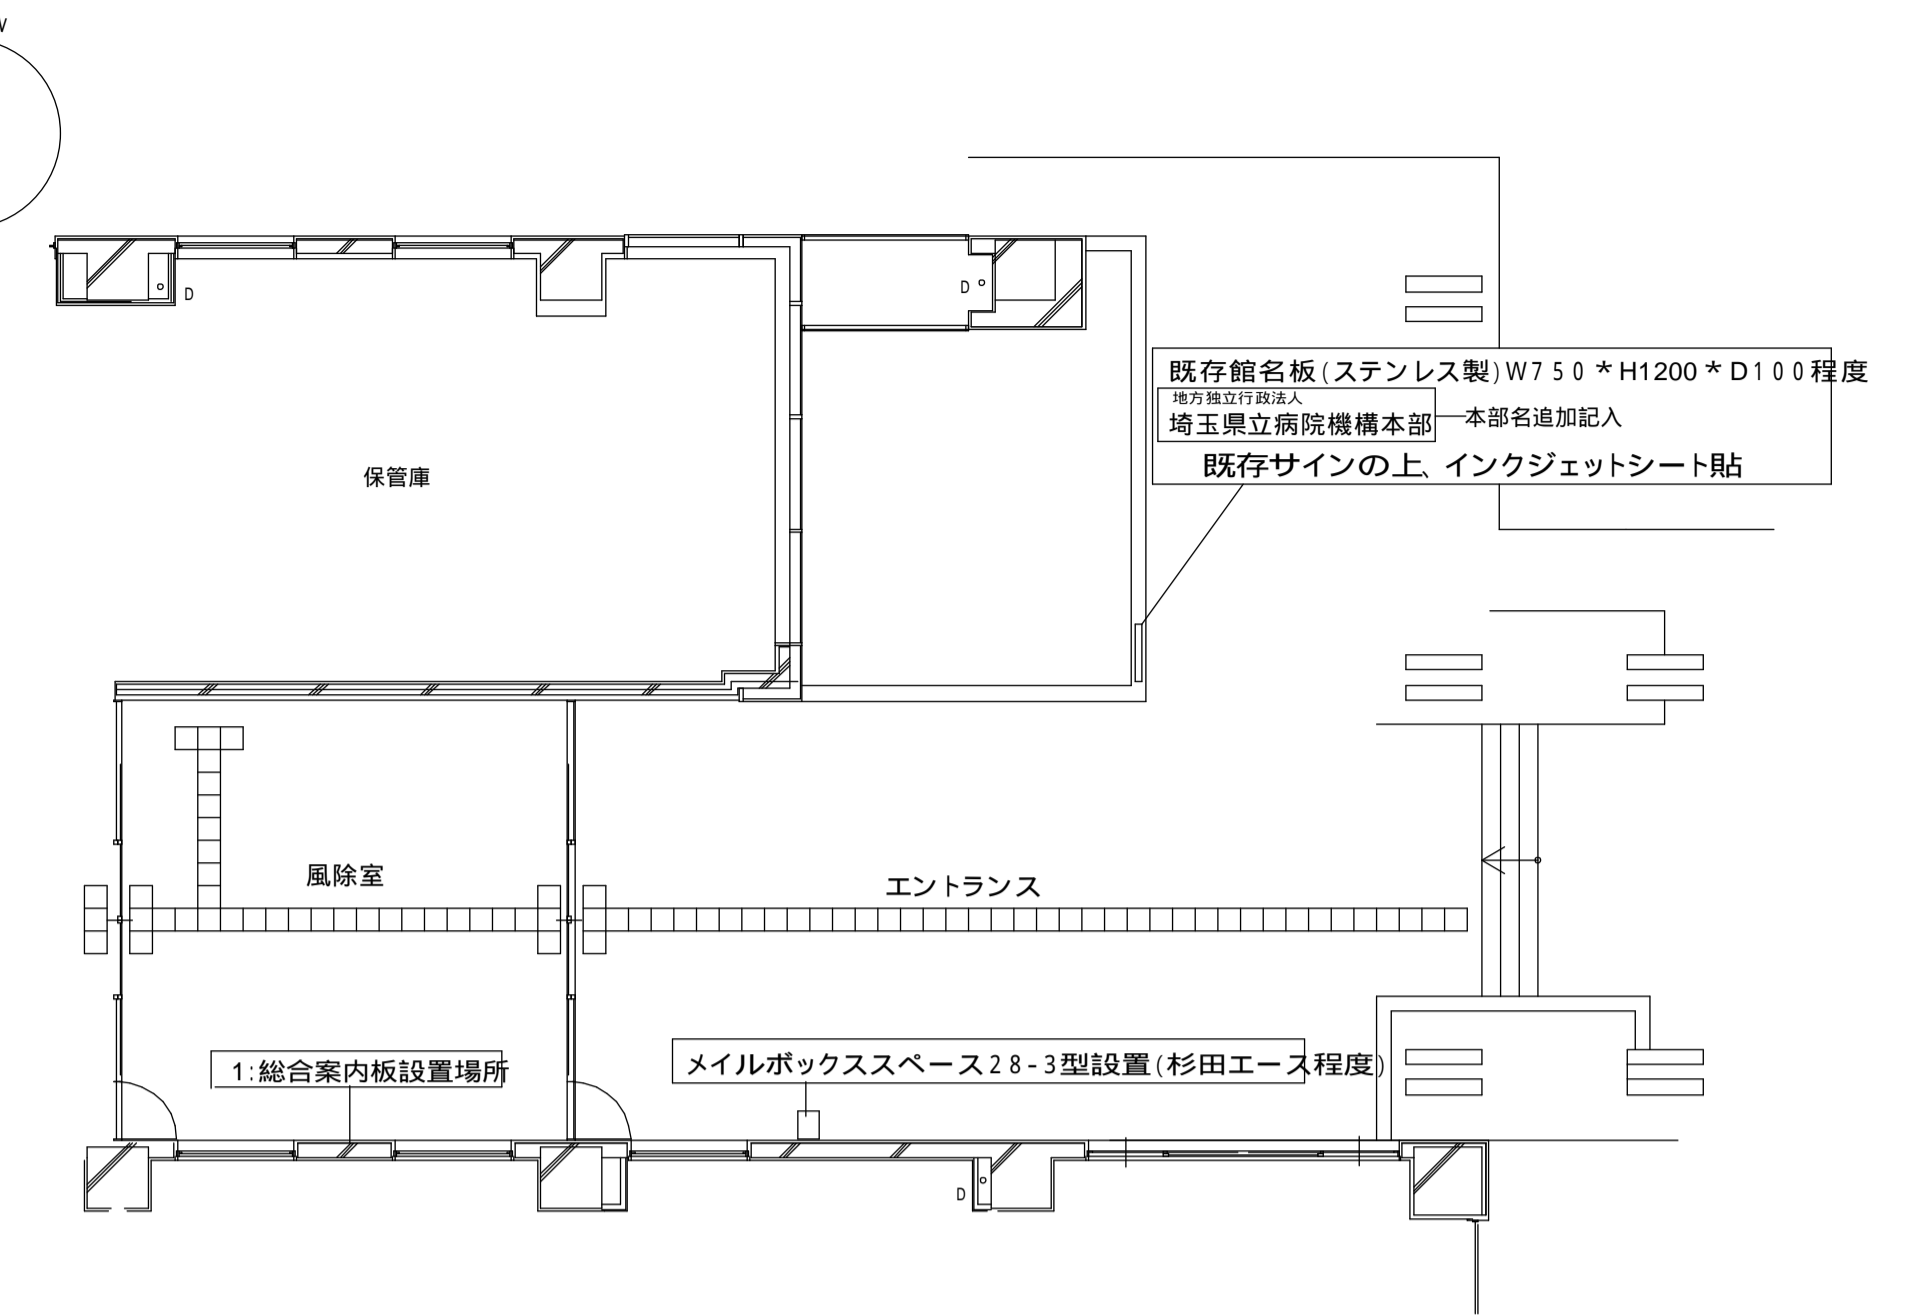 W
D
D
既存館名板(ステンレス製)W750*H1200*D100程度
地方独立行政法人
埼玉県立病院機構本部
本部名追加記入
既存サインの上、インクジェットシート貼
保管庫
風除室
エントランス
1:総合案内板設置場所
メイルボックススペース28-3型設置(杉田エース程度)
D